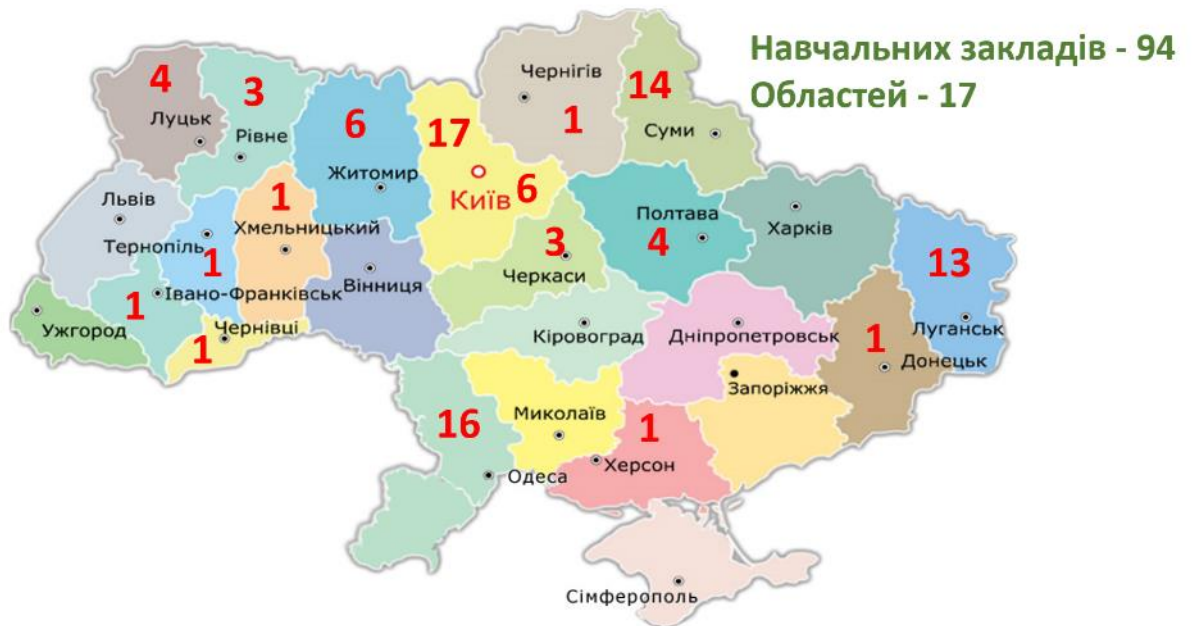 Навчальних закладів - 94
Областей - 17
4
Луцьк
3
Рівне
6
Житомир
17
Київ
6
Чернігів
1
14
Суми
Львів
Тернопіль
1
1
Хмельницький
Івано-Франківськ
1
Ужгород
Чернівці
1
Вінниця
3
Черкаси
Полтава
4
Харків
13
Луганськ
Кіровоград
Дніпропетровськ
1
Донецьк
Запоріжжя
16
Одеса
Миколаїв
1
Херсон
Сімферополь